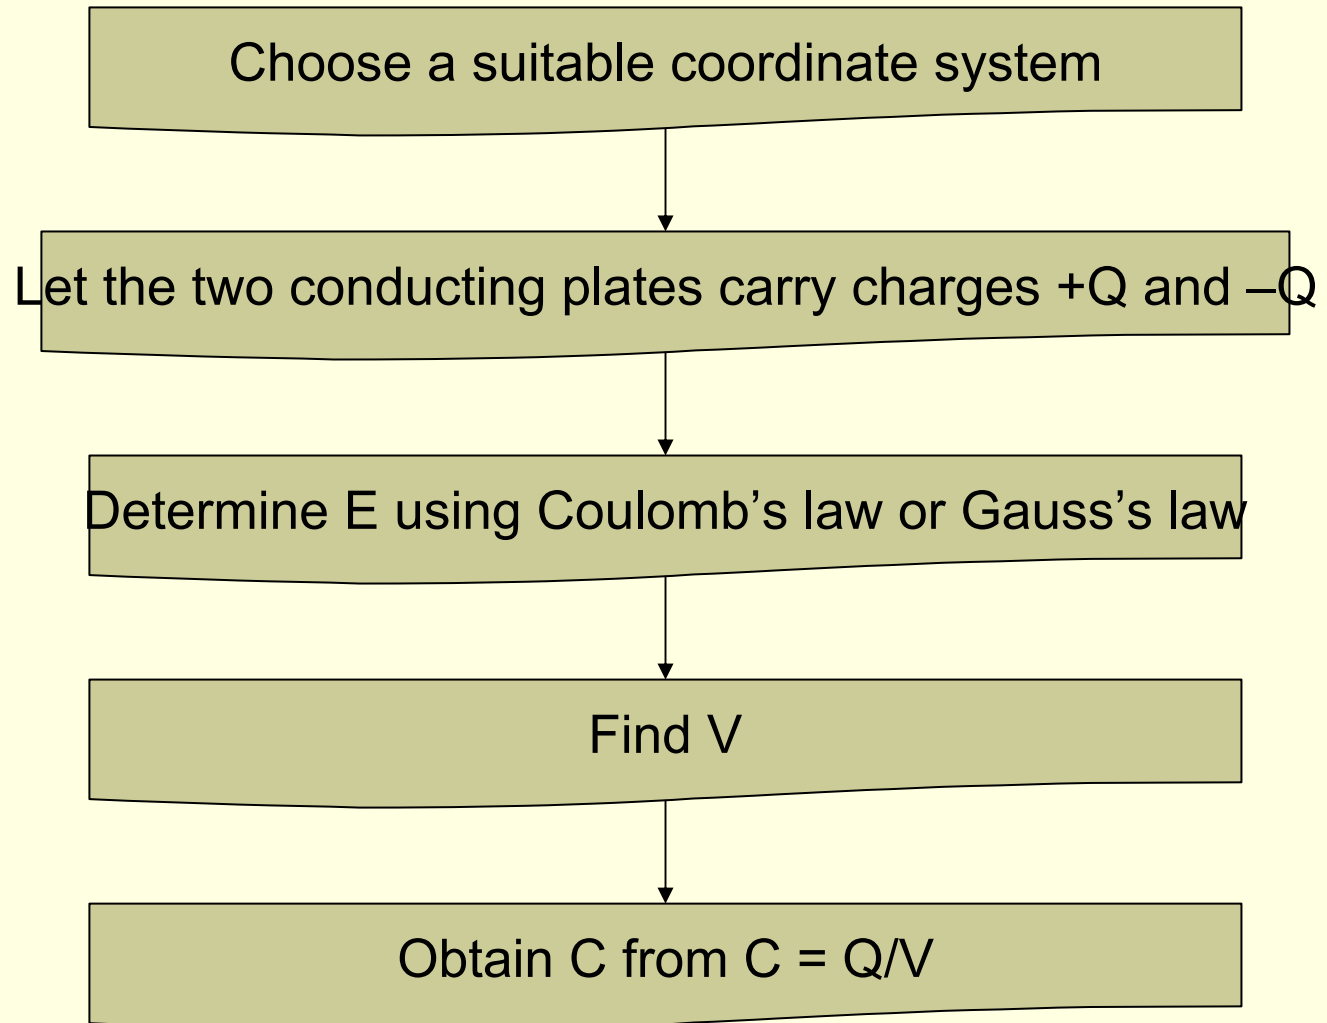 Choose a suitable coordinate system
Let the two conducting plates carry charges +Q and –Q
Determine E using Coulomb’s law or Gauss’s law
Find V
Obtain C from C = Q/V